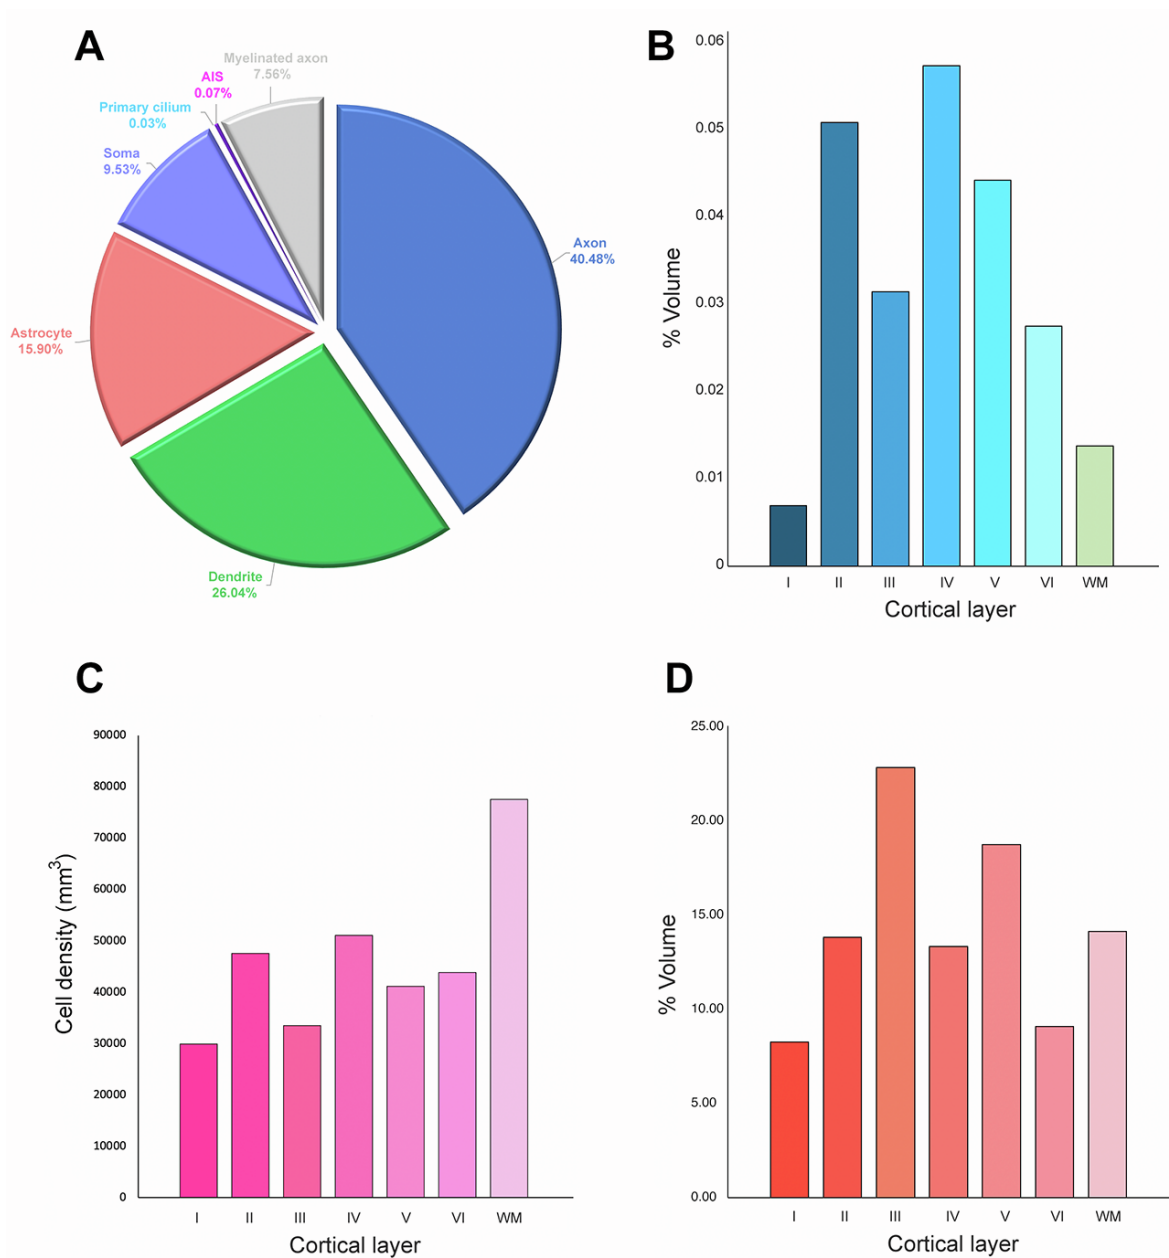 A
Myelinated axon
7.56%
AIS
0.07%
Primary cilium
0.03%
Soma
9.53%
Axon
40.48%
Astrocyte
15.90%
Dendrite
26.04%
B
0.06
0.05
0.04
0.03
0.02
0.01
0
% Volume
I II III IV V VI WM
Cortical layer
C
90000
80000
70000
60000
50000
40000
30000
20000
10000
0
Cell density (mm³)
I II III IV V VI WM
Cortical layer
D
25.00
20.00
15.00
10.00
5.00
0.00
% Volume
I II III IV V VI WM
Cortical layer